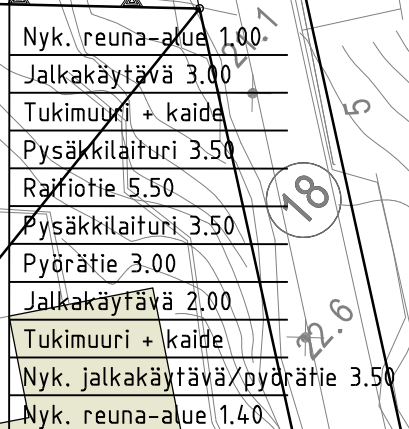 Nyk. reuna-alue 1.00
Jalkakäytävä 3.00
Tukimuuri + kaide
Pysäkkilaituri 3.50
Raitiotie 5.50
Pysäkkilaituri 3.50
Pyörätie 3.00
Jalkakäytävä 2.00
Tukimuuri + kaide
Nyk. jalkakäytävä/pyörätie 3.50
Nyk. reuna-alue 1.40
21.1
5
18
22.6